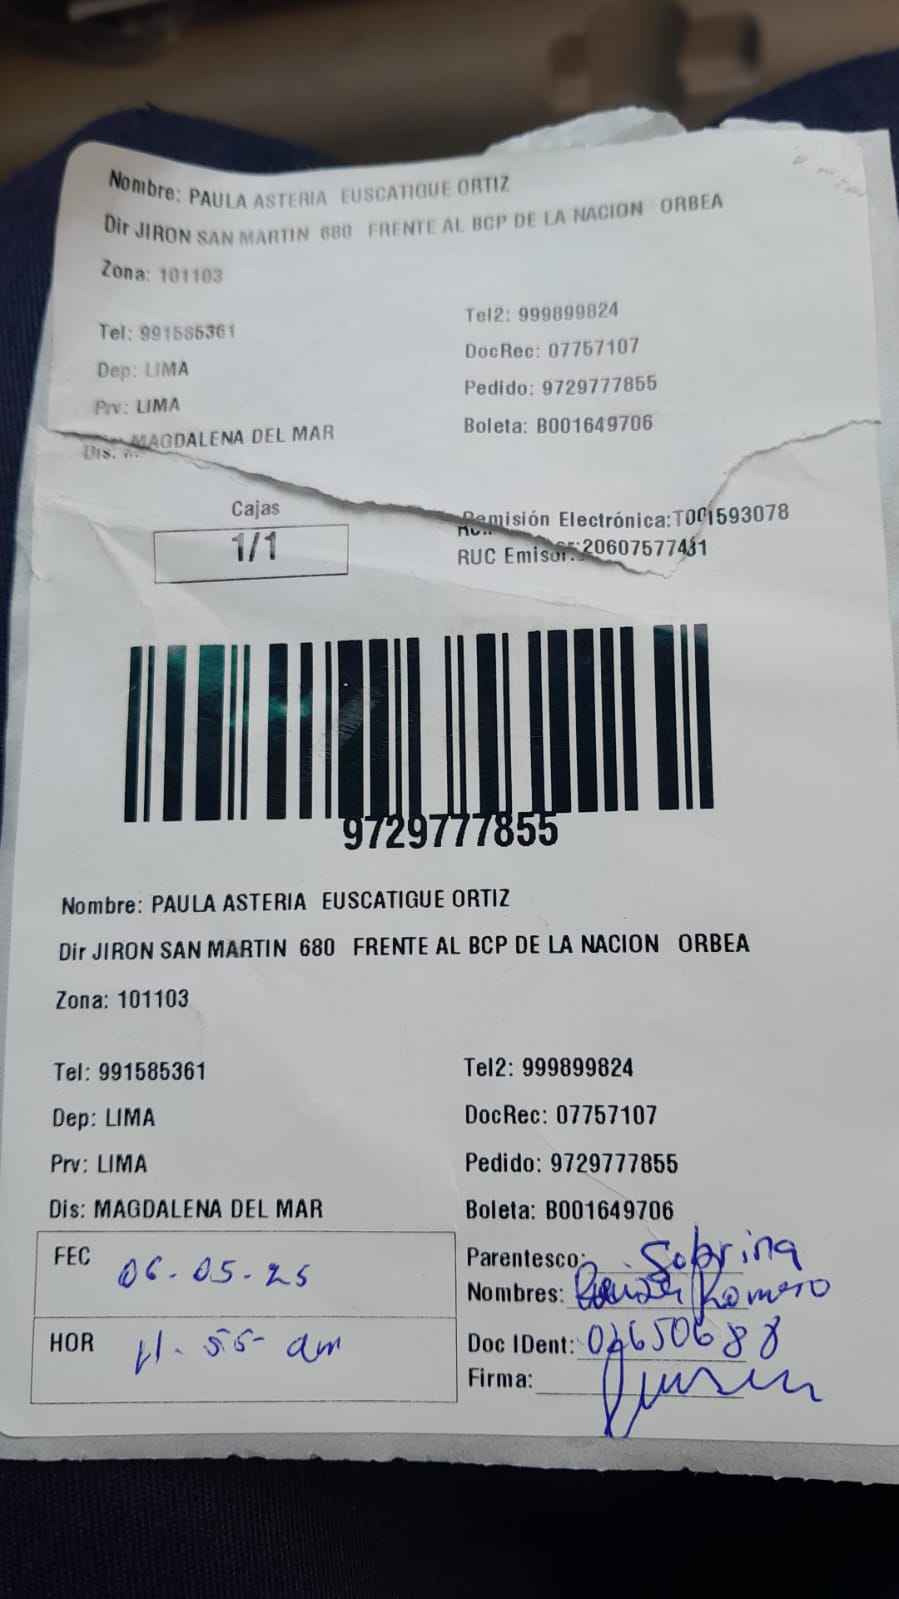 Nombre: PAULA ASTERIA EUSCATIGUE ORTIZ
Dir JIRON SAN MARTIN 680 FRENTE AL BCP DE LA NACION ORBEA
Zona: 101103
Tel: 991585361 Tel2: 999899824
Dep: LIMA DocRec: 07757107
Prv: LIMA Pedido: 9729777855
Dis: MAGDALENA DEL MAR Boleta: B001649706
Cajas
1/1
Remisión Electrónica:T001593078
RUC Emisor: 20607577431
9729777855
Nombre: PAULA ASTERIA EUSCATIGUE ORTIZ
Dir JIRON SAN MARTIN 680 FRENTE AL BCP DE LA NACION ORBEA
Zona: 101103
Tel: 991585361 Tel2: 999899824
Dep: LIMA DocRec: 07757107
Prv: LIMA Pedido: 9729777855
Dis: MAGDALENA DEL MAR Boleta: B001649706
FEC 06-05-25 Parentesco: Sobrina
Nombres: Romero
HOR 11.55 am Doc IDent:
Firma: